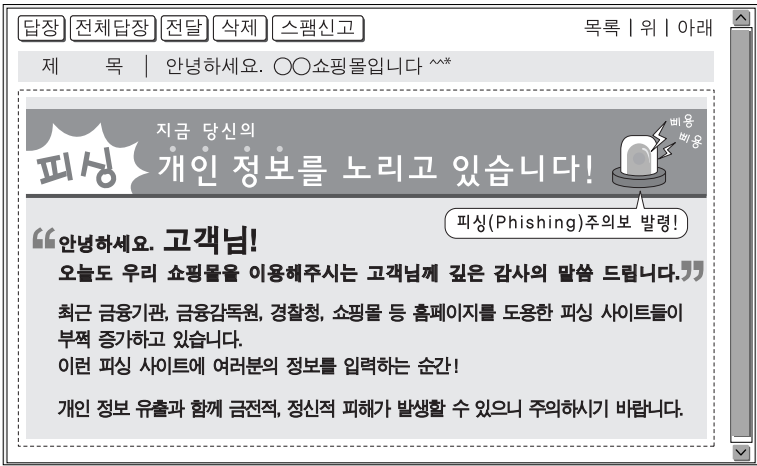 답장 전체답장 전달 삭제 스팸신고 목록 | 위 | 아래
제 목 | 안녕하세요. ○○쇼핑몰입니다 ^^*
피싱
지금 당신의
개인 정보를 노리고 있습니다!
삐용
삐용
피싱(Phishing)주의보 발령!
“안녕하세요. 고객님!
오늘도 우리 쇼핑몰을 이용해주시는 고객님께 깊은 감사의 말씀 드립니다.”
최근 금융기관, 금융감독원, 경찰청, 쇼핑몰 등 홈페이지를 도용한 피싱 사이트들이
부쩍 증가하고 있습니다.
이런 피싱 사이트에 여러분의 정보를 입력하는 순간!
개인 정보 유출과 함께 금전적, 정신적 피해가 발생할 수 있으니 주의하시기 바랍니다.